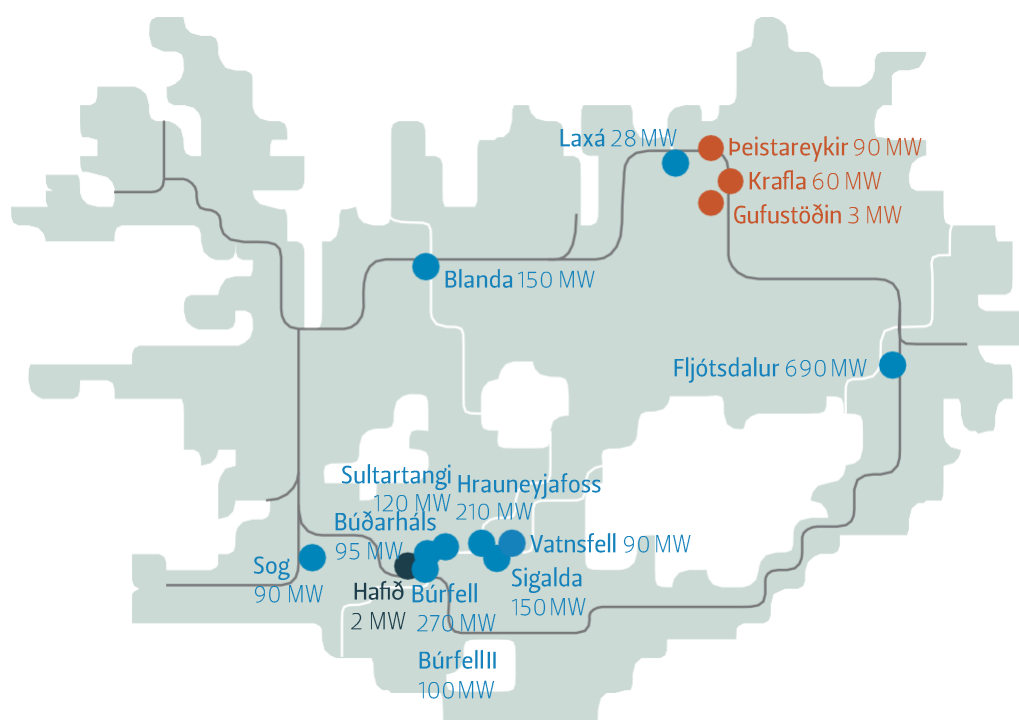 Laxá 28 MW
Þeistareykir 90 MW
Krafla 60 MW
Gufustöðin 3 MW
Blanda 150 MW
Fljótsdalur 690 MW
Sultartangi
120 MW
Hrauneyjafoss
210 MW
Búðarháls
95 MW
Vatnsfell 90 MW
Sog
90 MW
Sigalda
150 MW
Hafið
2 MW
Búrfell
270 MW
Búrfell II
100 MW